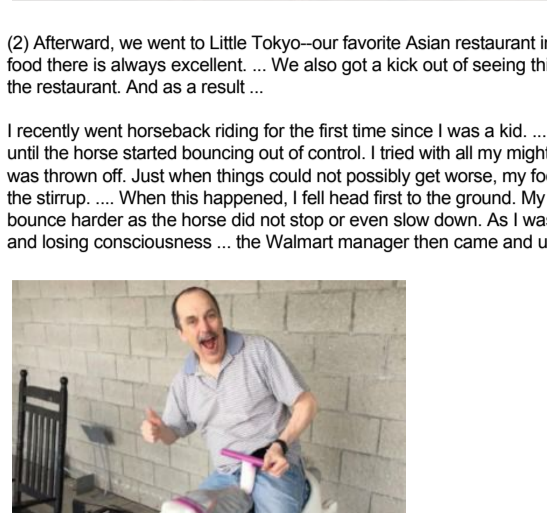 (2) Afterward, we went to Little Tokyo--our favorite Asian restaurant i
food there is always excellent. ... We also got a kick out of seeing thi
the restaurant. And as a result ...
I recently went horseback riding for the first time since I was a kid. ...
until the horse started bouncing out of control. I tried with all my might
was thrown off. Just when things could not possibly get worse, my fo
the stirrup. .... When this happened, I fell head first to the ground. My
bounce harder as the horse did not stop or even slow down. As I wa
and losing consciousness ... the Walmart manager then came and u